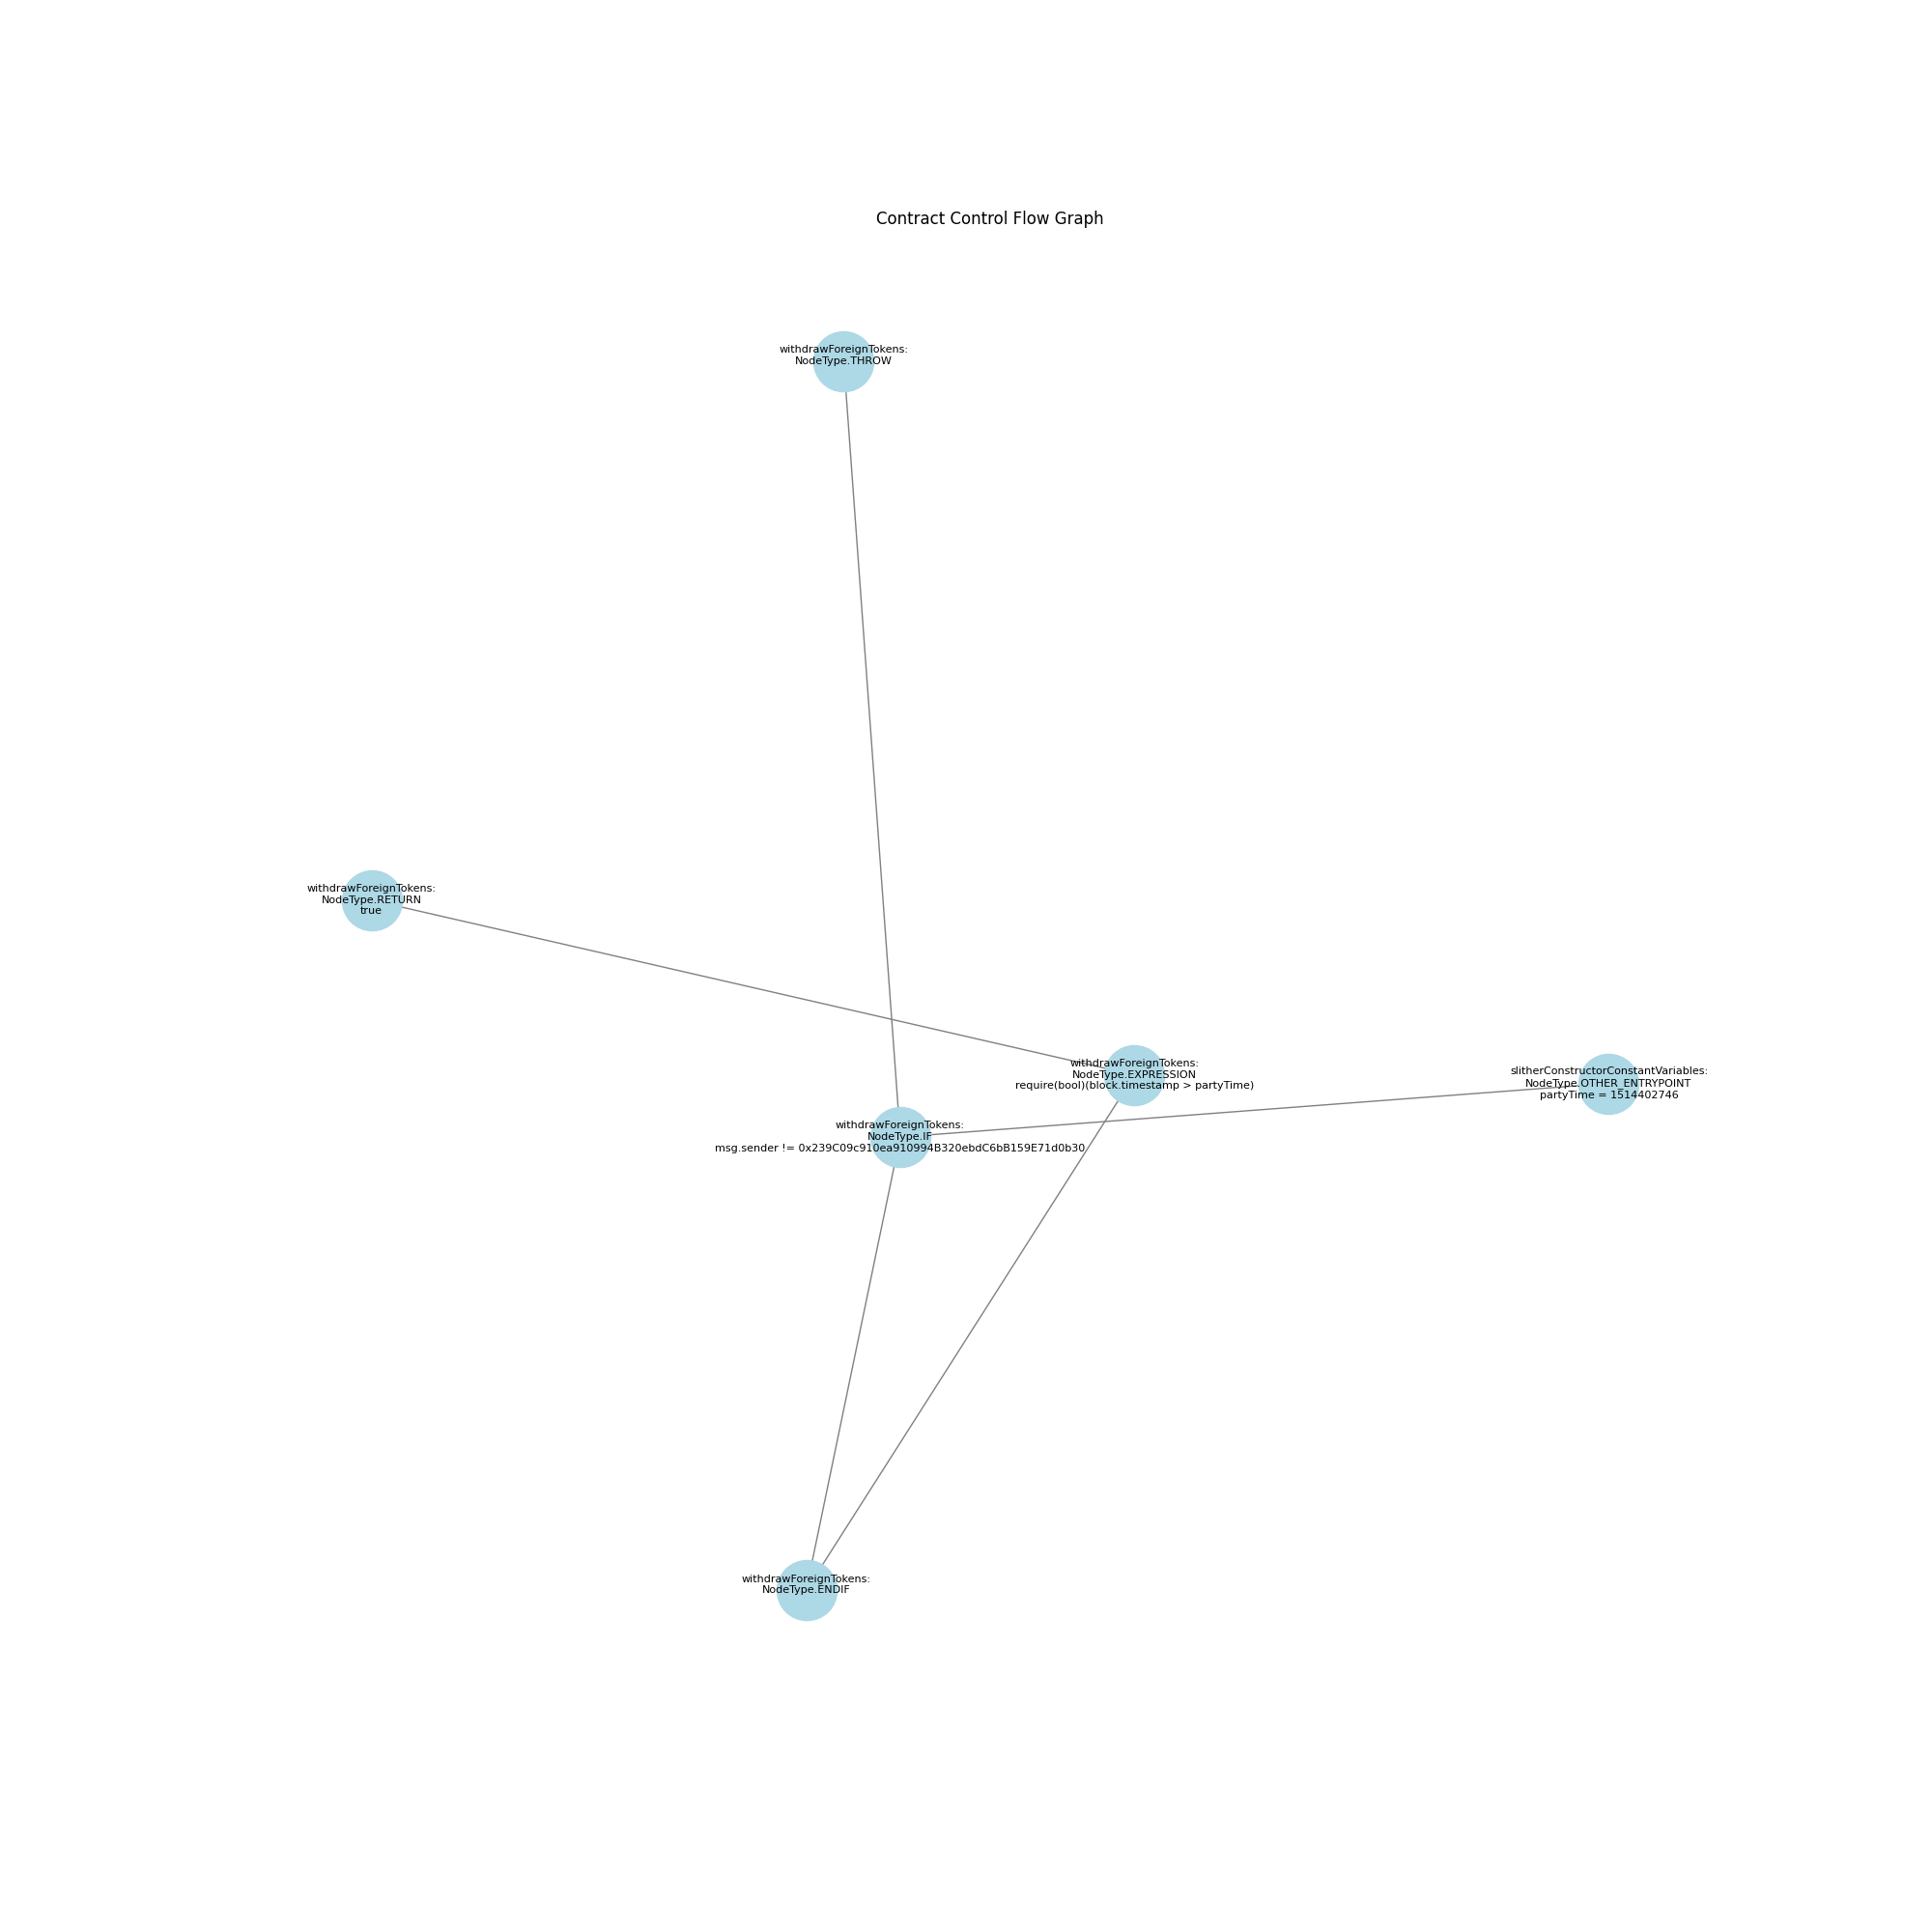 Contract Control Flow Graph
withdrawForeignTokens:
NodeType.THROW
withdrawForeignTokens:
NodeType.RETURN
true
withdrawForeignTokens:
NodeType.EXPRESSION
require(bool)(block.timestamp > partyTime)
slitherConstructorConstantVariables:
NodeType.OTHER_ENTRYPOINT
partyTime = 1514402746
withdrawForeignTokens:
NodeType.IF
msg.sender != 0x239C09c910ea910994B320ebdC6bB159E71d0b30
withdrawForeignTokens:
NodeType.ENDIF